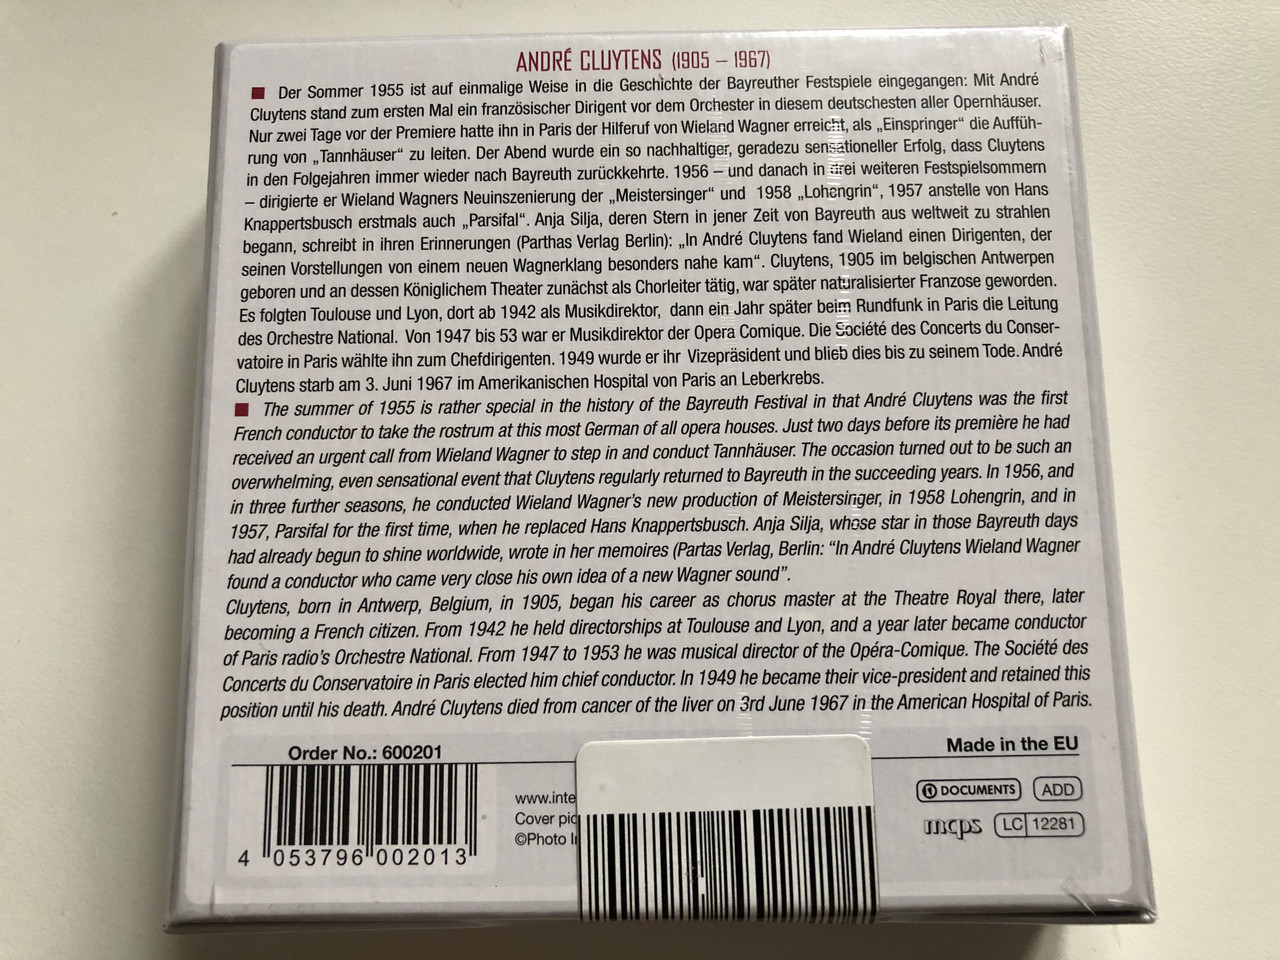 ANDRÉ CLUYTENS (1905 – 1967)
■ Der Sommer 1955 ist auf einmalige Weise in die Geschichte der Bayreuther Festspiele eingegangen: Mit André
Cluytens stand zum ersten Mal ein französischer Dirigent vor dem Orchester in diesem deutschesten aller Opernhäuser.
Nur zwei Tage vor der Premiere hatte ihn in Paris der Hilferuf von Wieland Wagner erreicht, als „Einspringer“ die Auffüh-
rung von „Tannhäuser“ zu leiten. Der Abend wurde ein so nachhaltiger, geradezu sensationeller Erfolg, dass Cluytens
in den Folgejahren immer wieder nach Bayreuth zurückkehrte. 1956 – und danach in drei weiteren Festspielsommern
– dirigierte er Wieland Wagners Neuinszenierung der „Meistersinger“ und 1958 „Lohengrin“, 1957 anstelle von Hans
Knappertsbusch erstmals auch „Parsifal“. Anja Silja, deren Stern in jener Zeit von Bayreuth aus weltweit zu strahlen
begann, schreibt in ihren Erinnerungen (Parthas Verlag Berlin): „In André Cluytens fand Wieland einen Dirigenten, der
seinen Vorstellungen von einem neuen Wagnerklang besonders nahe kam“. Cluytens, 1905 im belgischen Antwerpen
geboren und an dessen Königlichem Theater zunächst als Chorleiter tätig, war später naturalisierter Franzose geworden.
Es folgten Toulouse und Lyon, dort ab 1942 als Musikdirektor, dann ein Jahr später beim Rundfunk in Paris die Leitung
des Orchestre National. Von 1947 bis 53 war er Musikdirektor der Opera Comique. Die Société des Concerts du Conser-
vatoire in Paris wählte ihn zum Chefdirigenten. 1949 wurde er ihr Vizepräsident und blieb dies bis zu seinem Tode. André
Cluytens starb am 3. Juni 1967 im Amerikanischen Hospital von Paris an Leberkrebs.
■ The summer of 1955 is rather special in the history of the Bayreuth Festival in that André Cluytens was the first
French conductor to take the rostrum at this most German of all opera houses. Just two days before its première he had
received an urgent call from Wieland Wagner to step in and conduct Tannhäuser. The occasion turned out to be such an
overwhelming, even sensational event that Cluytens regularly returned to Bayreuth in the succeeding years. In 1956, and
in three further seasons, he conducted Wieland Wagner's new production of Meistersinger, in 1958 Lohengrin, and in
1957, Parsifal for the first time, when he replaced Hans Knappertsbusch. Anja Silja, whose star in those Bayreuth days
had already begun to shine worldwide, wrote in her memoires (Partas Verlag, Berlin: “In André Cluytens Wieland Wagner
found a conductor who came very close his own idea of a new Wagner sound”.
Cluytens, born in Antwerp, Belgium, in 1905, began his career as chorus master at the Theatre Royal there, later
becoming a French citizen. From 1942 he held directorships at Toulouse and Lyon, and a year later became conductor
of Paris radio's Orchestre National. From 1947 to 1953 he was musical director of the Opéra-Comique. The Société des
Concerts du Conservatoire in Paris elected him chief conductor. In 1949 he became their vice-president and retained this
position until his death. André Cluytens died from cancer of the liver on 3rd June 1967 in the American Hospital of Paris.
Order No.: 600201
Made in the EU
4 053796 002013
www.inte
Cover pic
©Photo
DOCUMENTS ADD
mcps LC 12281